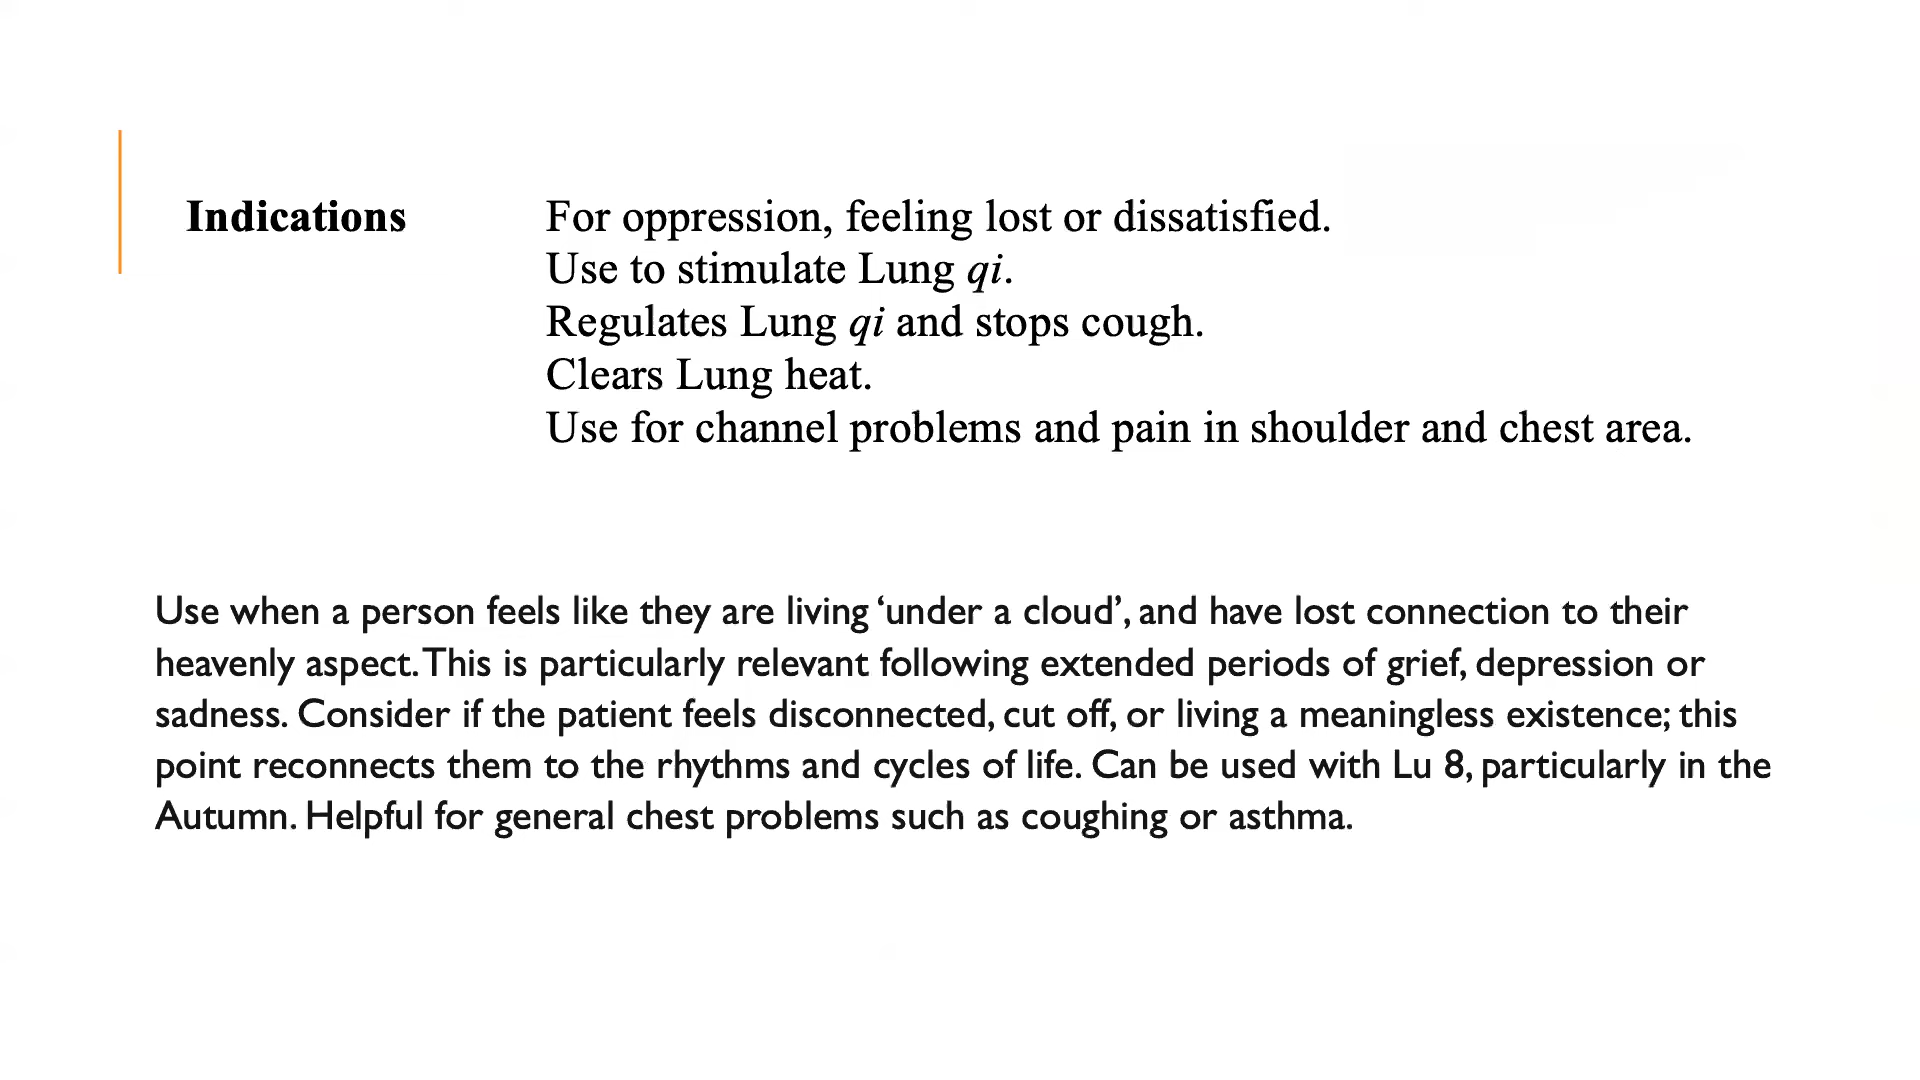 Indications For oppression, feeling lost or dissatisfied.
Use to stimulate Lung qi.
Regulates Lung qi and stops cough.
Clears Lung heat.
Use for channel problems and pain in shoulder and chest area.
Use when a person feels like they are living ‘under a cloud’, and have lost connection to their
heavenly aspect. This is particularly relevant following extended periods of grief, depression or
sadness. Consider if the patient feels disconnected, cut off, or living a meaningless existence; this
point reconnects them to the rhythms and cycles of life. Can be used with Lu 8, particularly in the
Autumn. Helpful for general chest problems such as coughing or asthma.